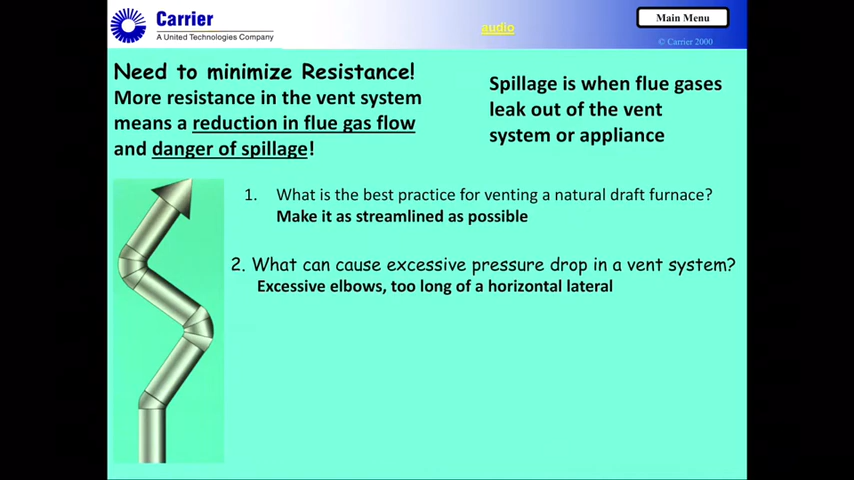 Carrier
A United Technologies Company
audio
Main Menu
© Carrier 2000
Need to minimize Resistance!
More resistance in the vent system
means a reduction in flue gas flow
and danger of spillage!
Spillage is when flue gases
leak out of the vent
system or appliance
1. What is the best practice for venting a natural draft furnace?
Make it as streamlined as possible
2. What can cause excessive pressure drop in a vent system?
Excessive elbows, too long of a horizontal lateral